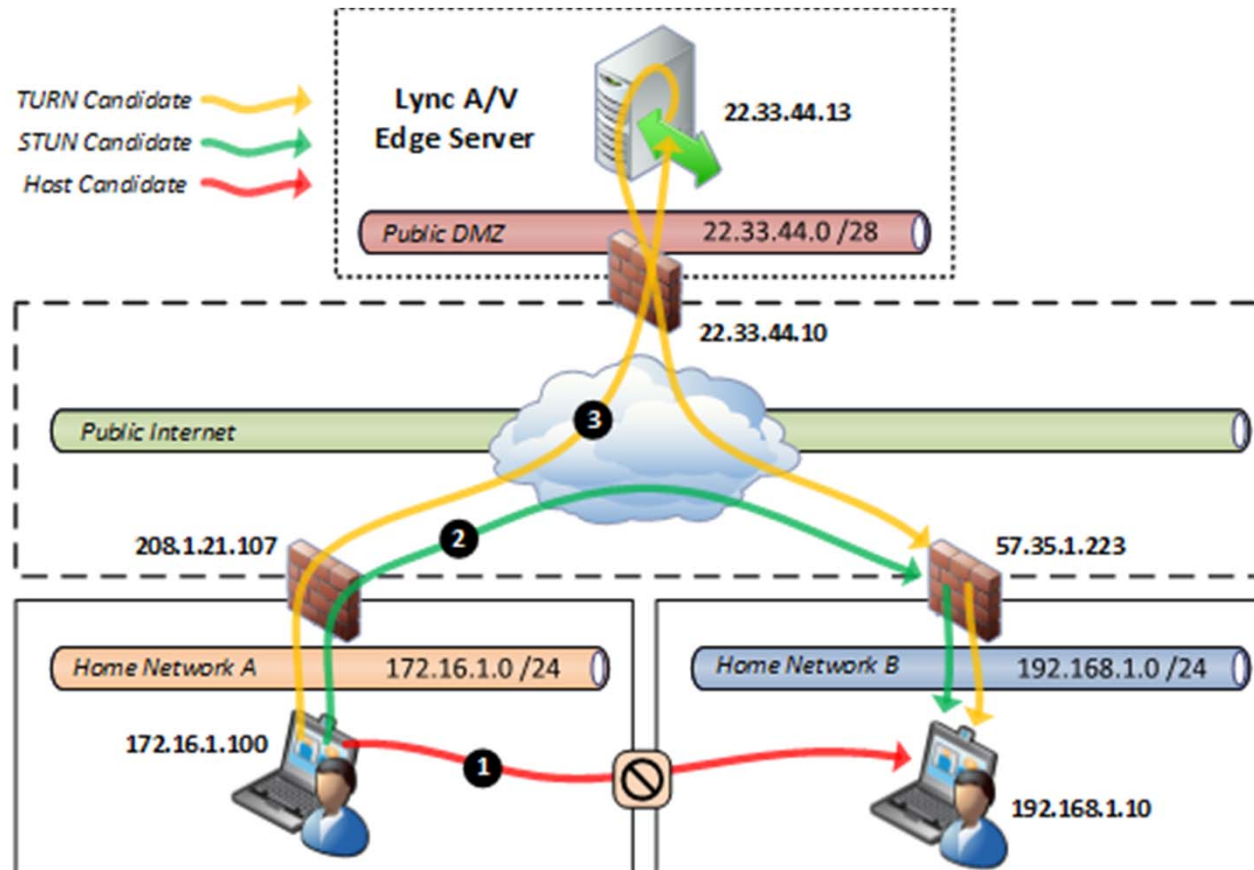 TURN Candidate
STUN Candidate
Host Candidate
Lync A/V
Edge Server
22.33.44.13
Public DMZ 22.33.44.0 /28
22.33.44.10
3
Public Internet
2
208.1.21.107
57.35.1.223
Home Network A 172.16.1.0 /24
Home Network B 192.168.1.0 /24
172.16.1.100
1
192.168.1.10